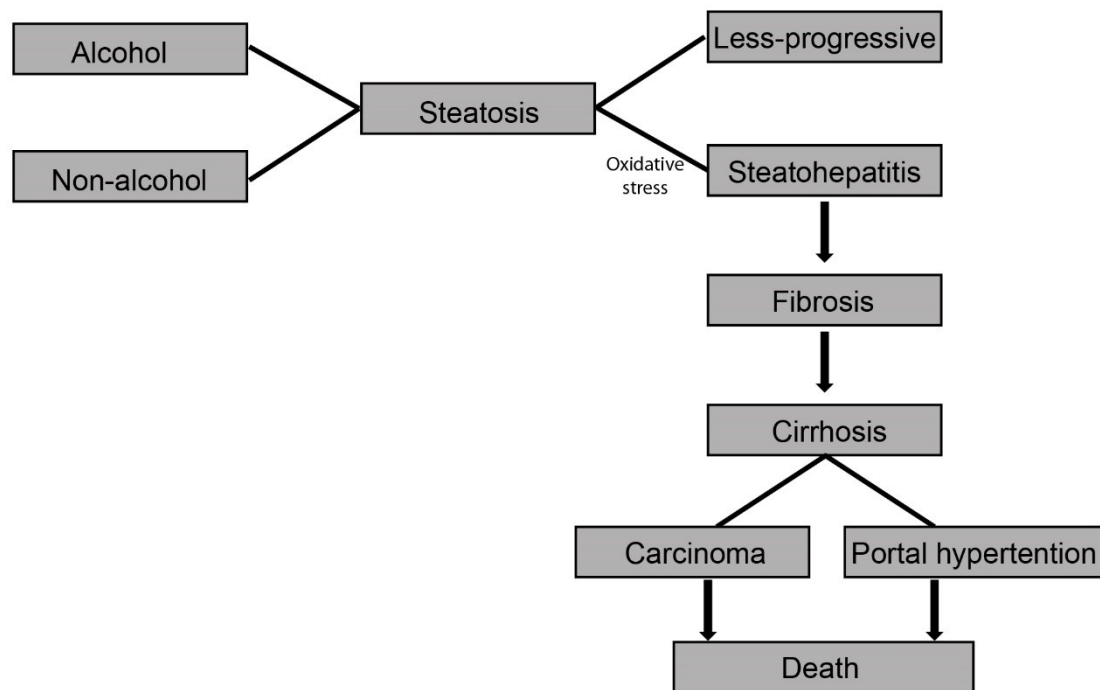 Alcohol
Less-progressive
Steatosis
Non-alcohol
Oxidative
stress
Steatohepatitis
Fibrosis
Cirrhosis
Carcinoma
Portal hypertention
Death